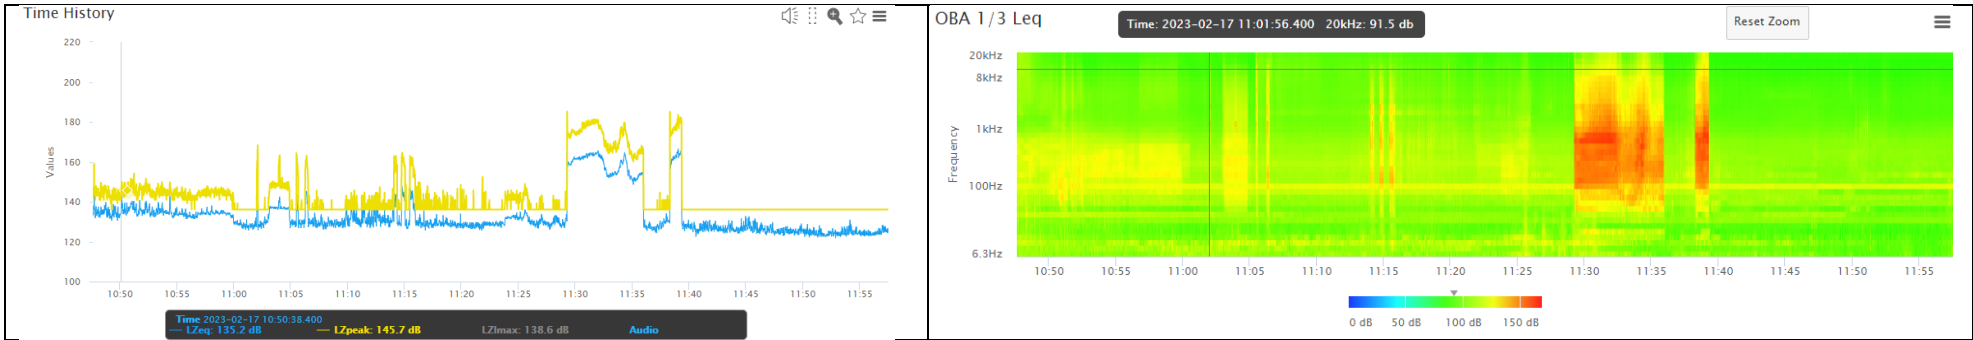 Time History
220
200
180
160
140
120
100
Values
10:50 10:55 11:00 11:05 11:10 11:15 11:20 11:25 11:30 11:35 11:40 11:45 11:50 11:55
Time 2023-02-17 10:50:38.400
LZeq: 135.2 dB LZpeak: 145.7 dB LZImax: 138.6 dB Audio
OBA 1/3 Leq
Time: 2023-02-17 11:01:56.400 20kHz: 91.5 db
Reset Zoom
20kHz
8kHz
1kHz
100Hz
6.3Hz
Frequency
10:50 10:55 11:00 11:05 11:10 11:15 11:20 11:25 11:30 11:35 11:40 11:45 11:50 11:55
0 dB 50 dB 100 dB 150 dB